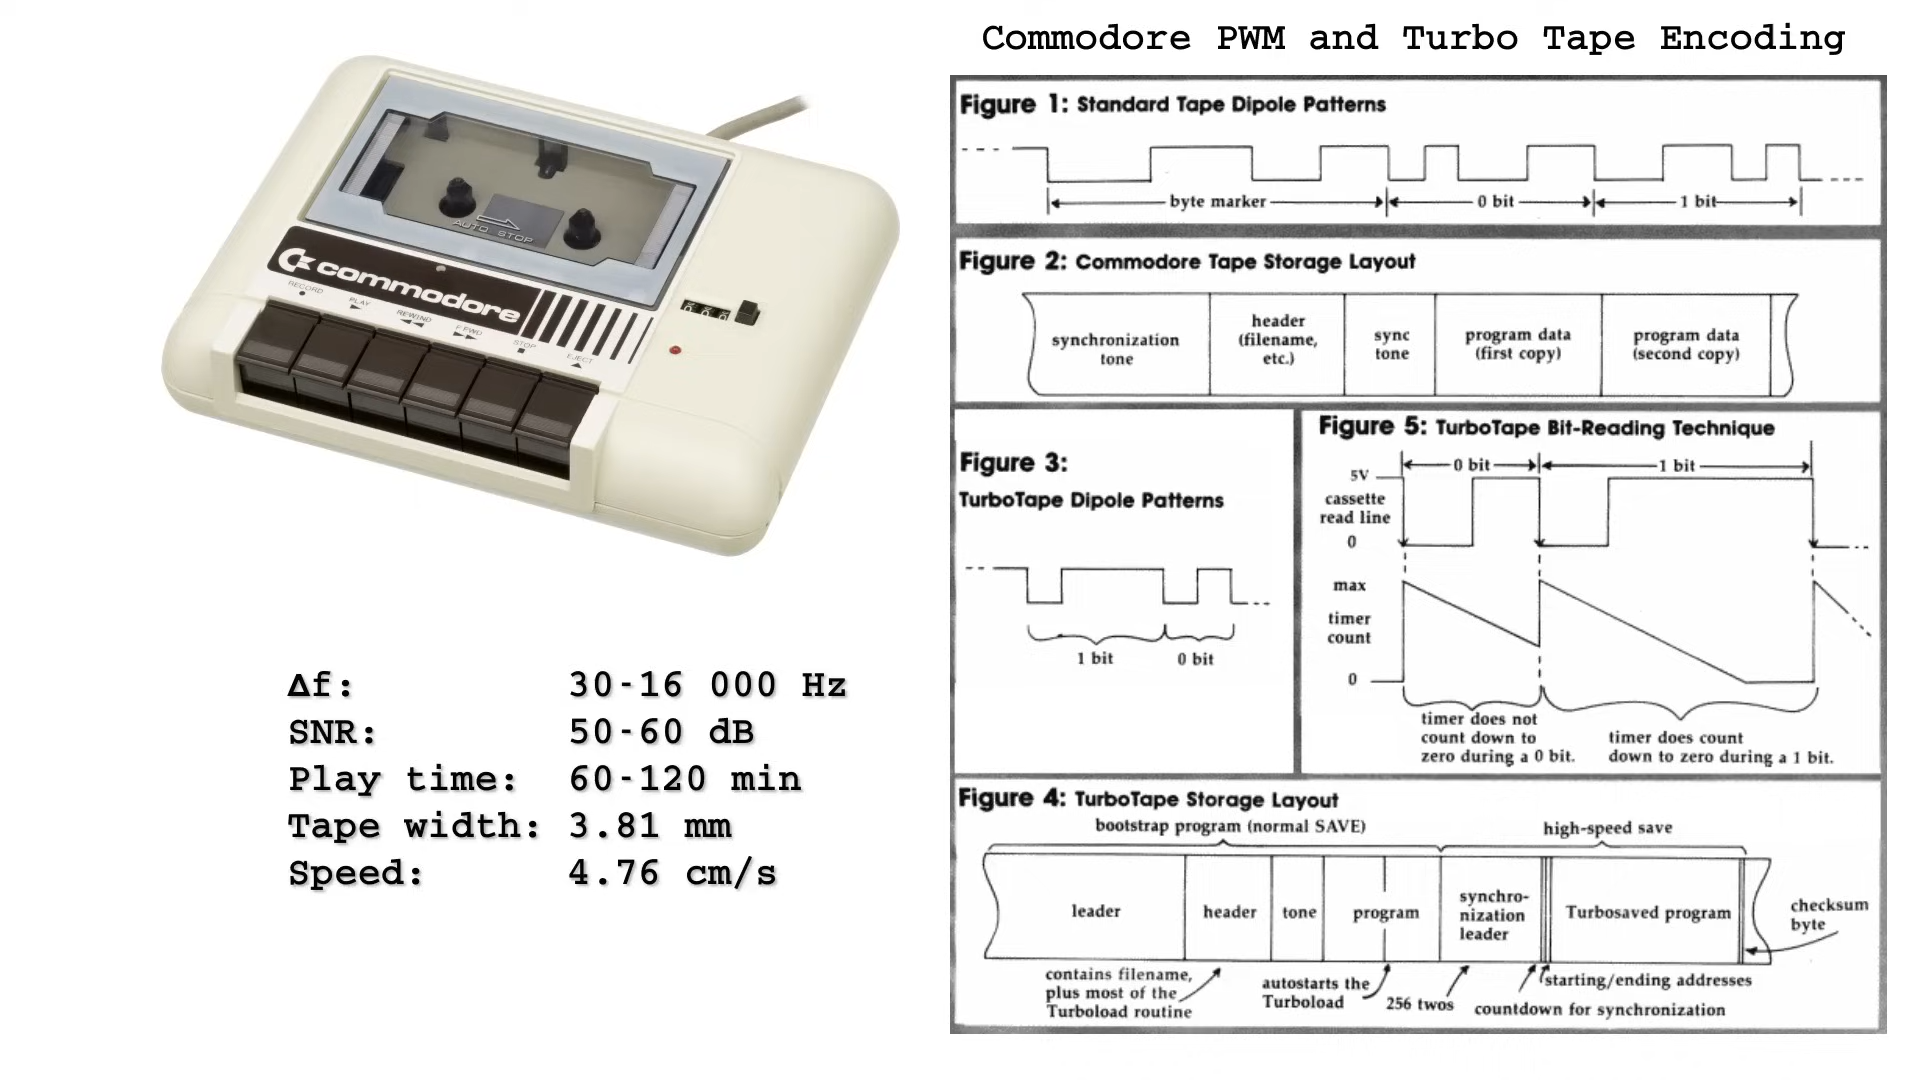 Commodore PWM and Turbo Tape Encoding
AUTO STOP
commodore
RECORD
PLAY
REWIND
F.FWD
STOP
EJECT
Δf: 30-16 000 Hz
SNR: 50-60 dB
Play time: 60-120 min
Tape width: 3.81 mm
Speed: 4.76 cm/s
Figure 1: Standard Tape Dipole Patterns
byte marker
0 bit
1 bit
Figure 2: Commodore Tape Storage Layout
synchronization
tone
header
(filename,
etc.)
sync
tone
program data
(first copy)
program data
(second copy)
Figure 3:
TurboTape Dipole Patterns
1 bit
0 bit
Figure 5: TurboTape Bit-Reading Technique
0 bit
1 bit
5V
cassette
read line
0
max
timer
count
0
timer does not
count down to
zero during a 0 bit.
timer does count
down to zero during a 1 bit.
Figure 4: TurboTape Storage Layout
bootstrap program (normal SAVE)
high-speed save
leader
header
tone
program
synchro-
nization
leader
Turbosaved program
checksum
byte
contains filename,
plus most of the
Turboload routine
autostarts the
Turboload
256 twos
starting/ending addresses
countdown for synchronization